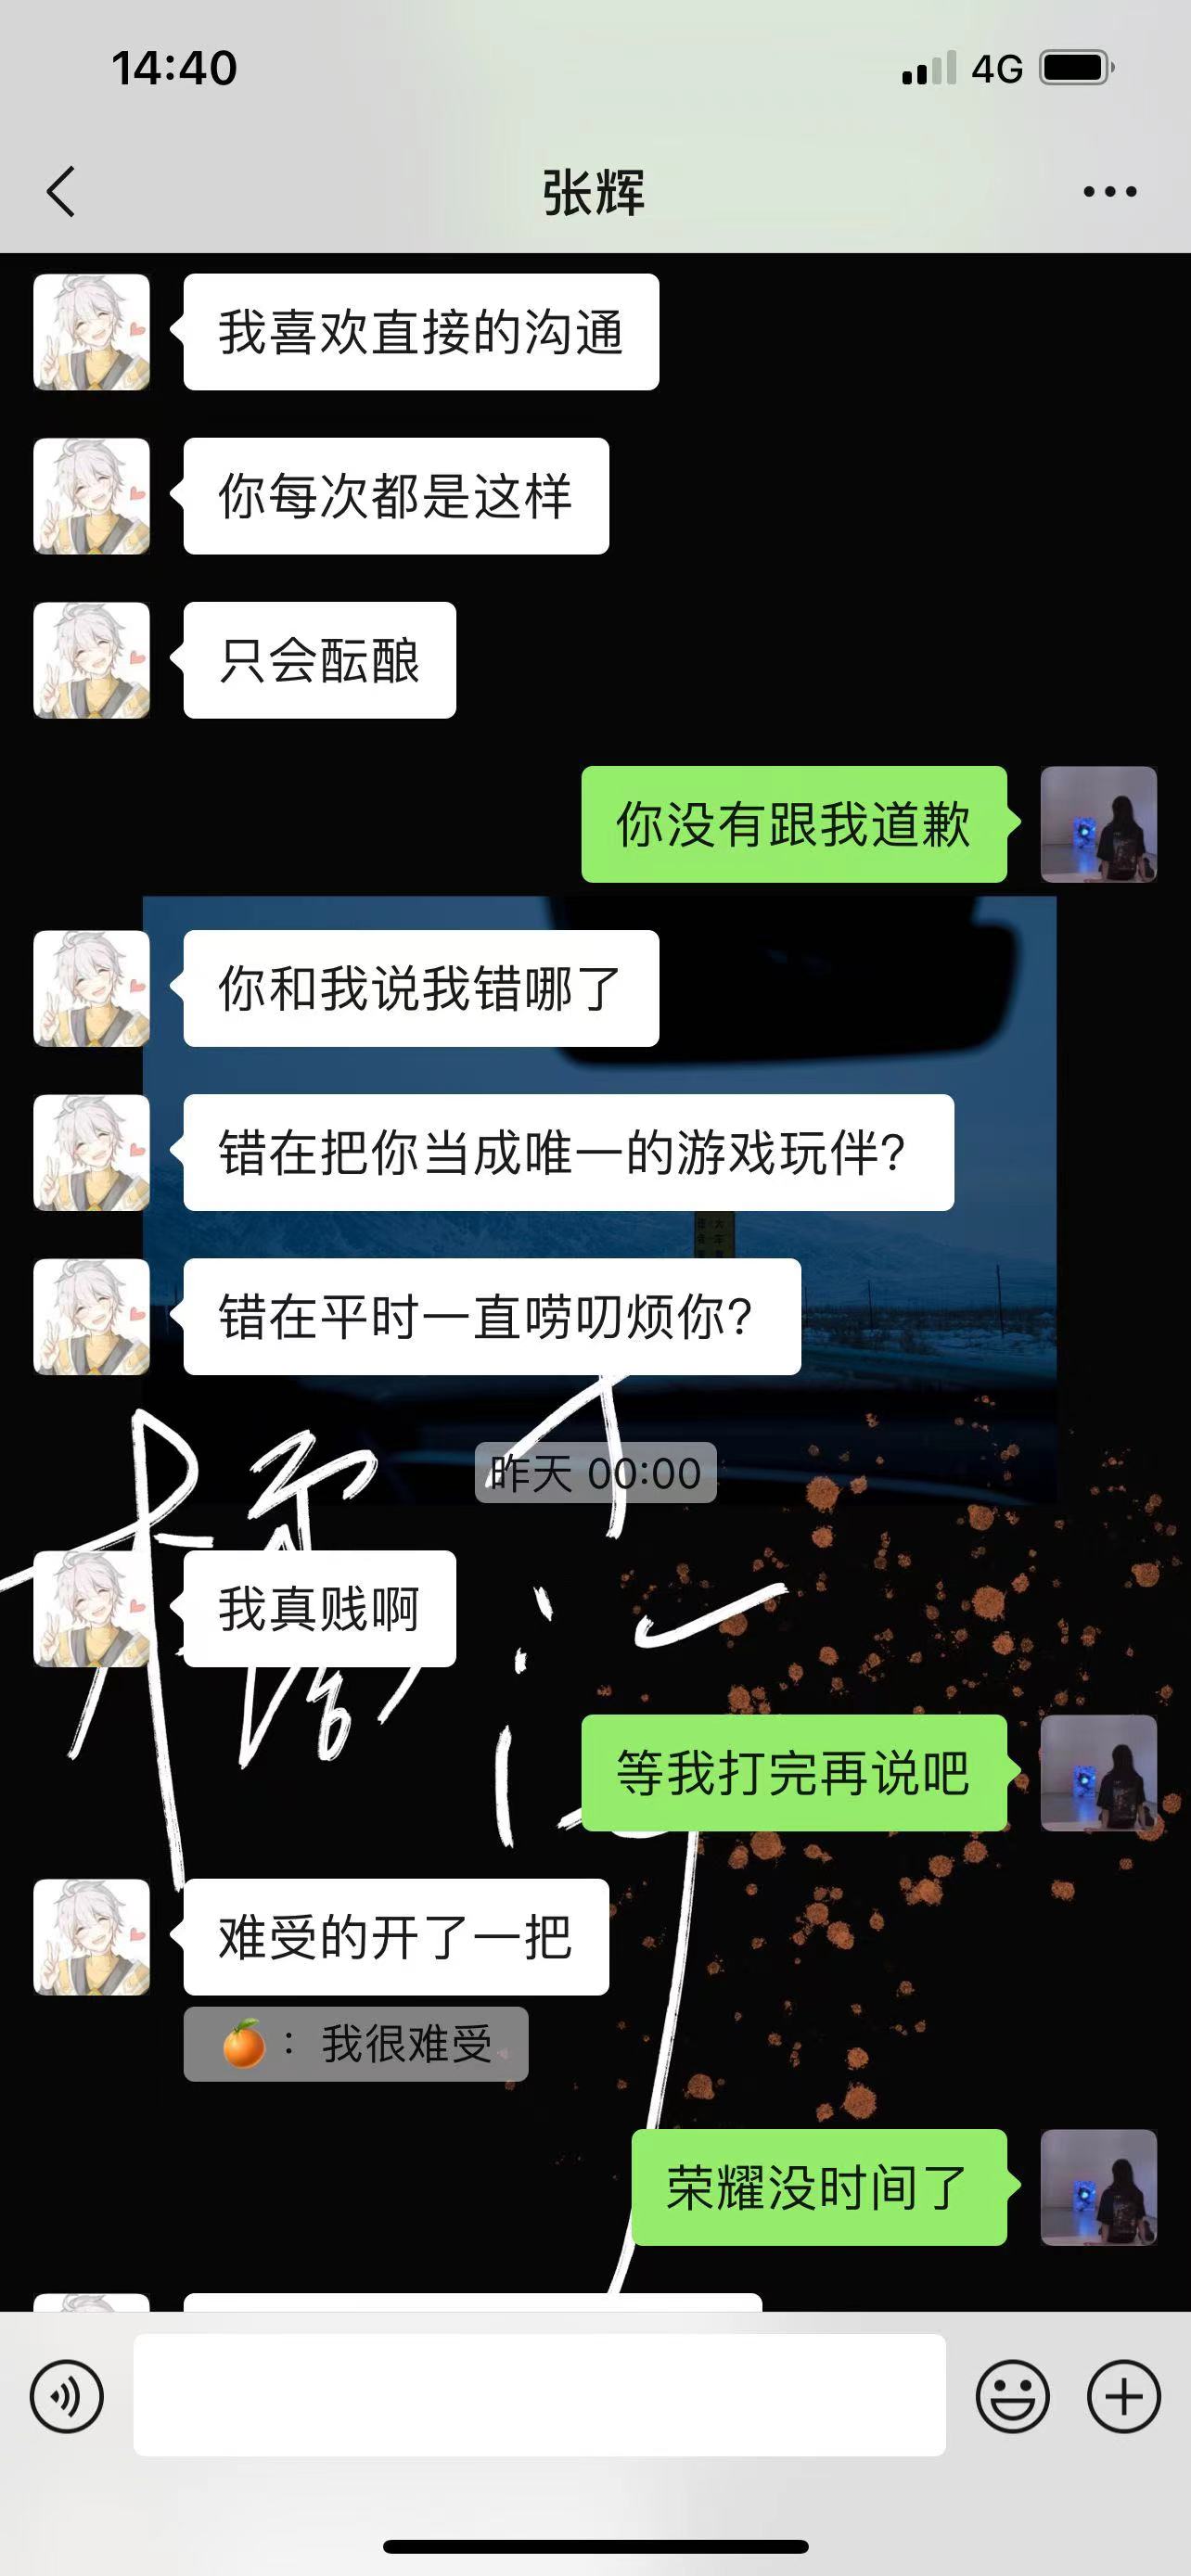 14:40
4G
张辉
我喜欢直接的沟通
你每次都是这样
只会酝酿
你没有跟我道歉
你和我说我错哪了
错在把你当成唯一的游戏玩伴?
错在平时一直唠叨烦你?
昨天 00:00
我真贱啊
等我打完再说吧
难受的开了一把
🍊：我很难受
荣耀没时间了